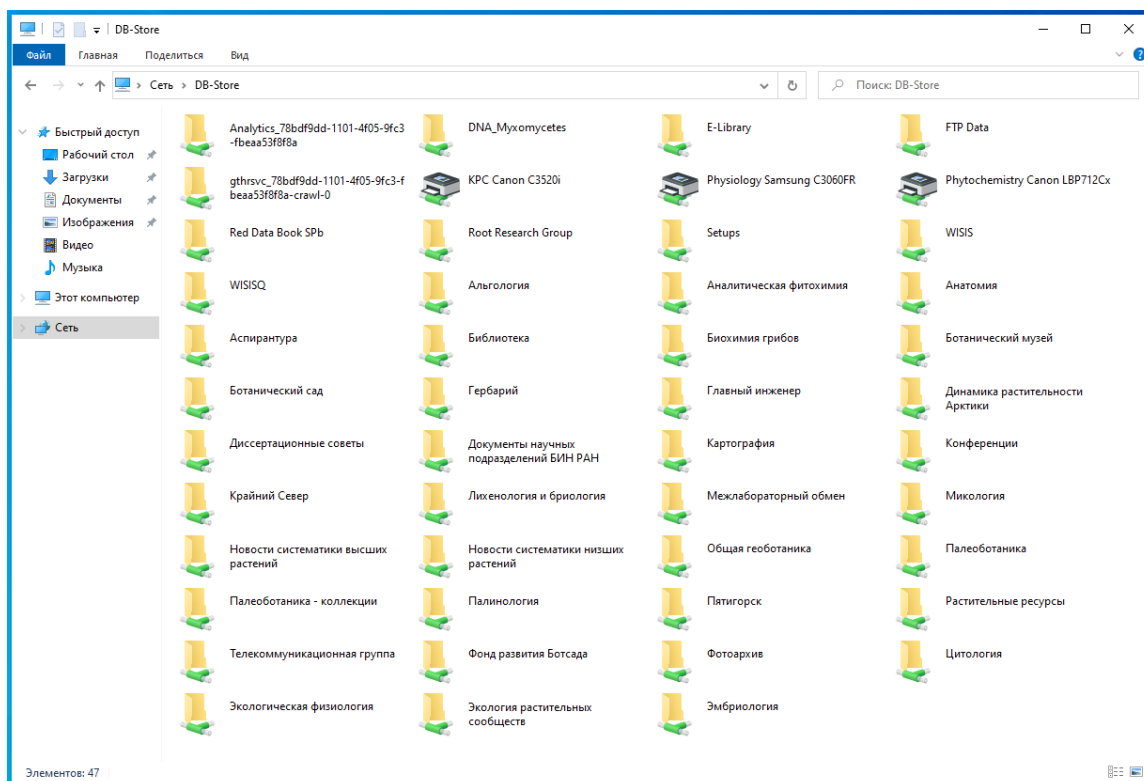 DB-Store
Файл Главная Поделиться Вид
Сеть > DB-Store
Поиск: DB-Store
Быстрый доступ
Рабочий стол
Загрузки
Документы
Изображения
Видео
Музыка
Этот компьютер
Сеть
Analytics_78bdf9dd-1101-4f05-9fc3
-fbeaa53f8f8a
DNA_Myxomycetes
E-Library
FTP Data
gthrsvc_78bdf9dd-1101-4f05-9fc3-f
beaa53f8f8a-crawl-0
KPC Canon C3520i
Physiology Samsung C3060FR
Phytochemistry Canon LBP712Cx
Red Data Book SPb
Root Research Group
Setups
WISIS
WISISQ
Альгология
Аналитическая фитохимия
Анатомия
Аспирантура
Библиотека
Биохимия грибов
Ботанический музей
Ботанический сад
Гербарий
Главный инженер
Динамика растительности
Арктики
Диссертационные советы
Документы научных
подразделений БИН РАН
Картография
Конференции
Крайний Север
Лихенология и бриология
Межлабораторный обмен
Микология
Новости систематики высших
растений
Новости систематики низших
растений
Общая геоботаника
Палеоботаника
Палеоботаника - коллекции
Палинология
Пятигорск
Растительные ресурсы
Телекоммуникационная группа
Фонд развития Ботсада
Фотоархив
Цитология
Экологическая физиология
Экология растительных
сообществ
Эмбриология
Элементов: 47